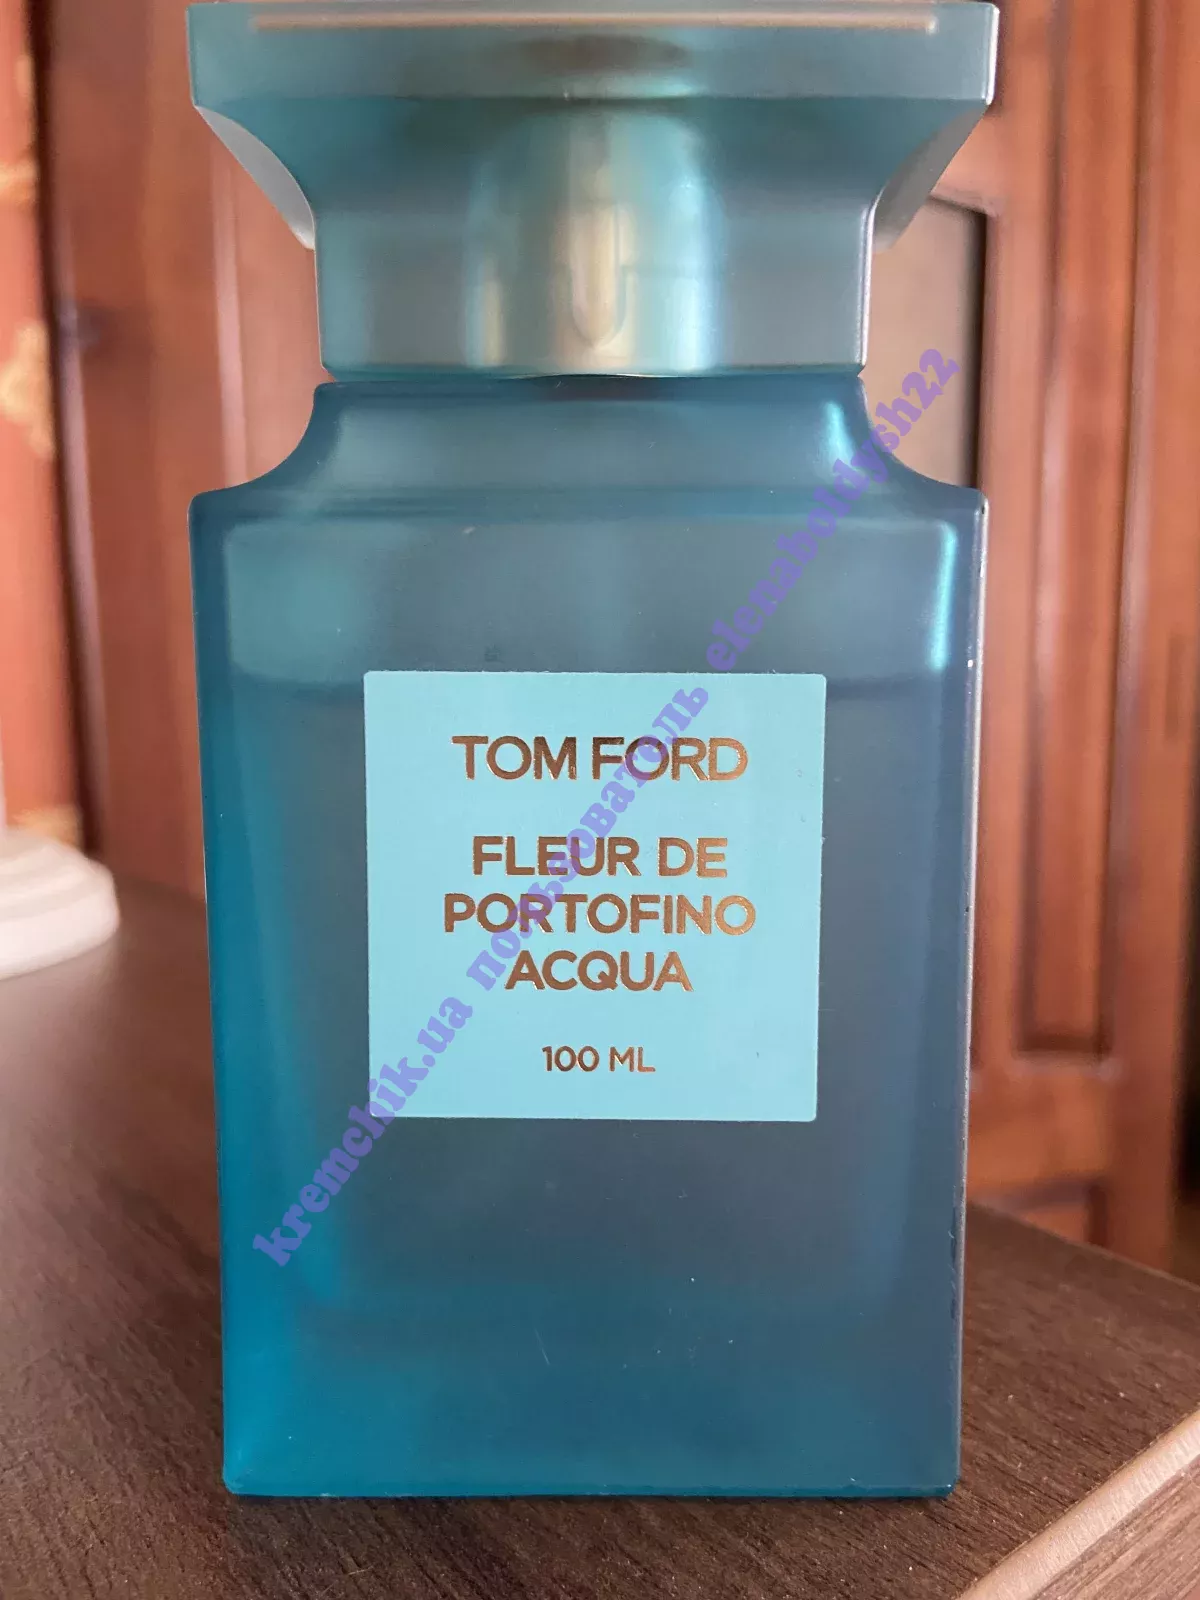 TOM FORD
FLEUR DE
PORTOFINO
ACQUA
100 ML
kremchik.ua пользователь elenaboldysh22